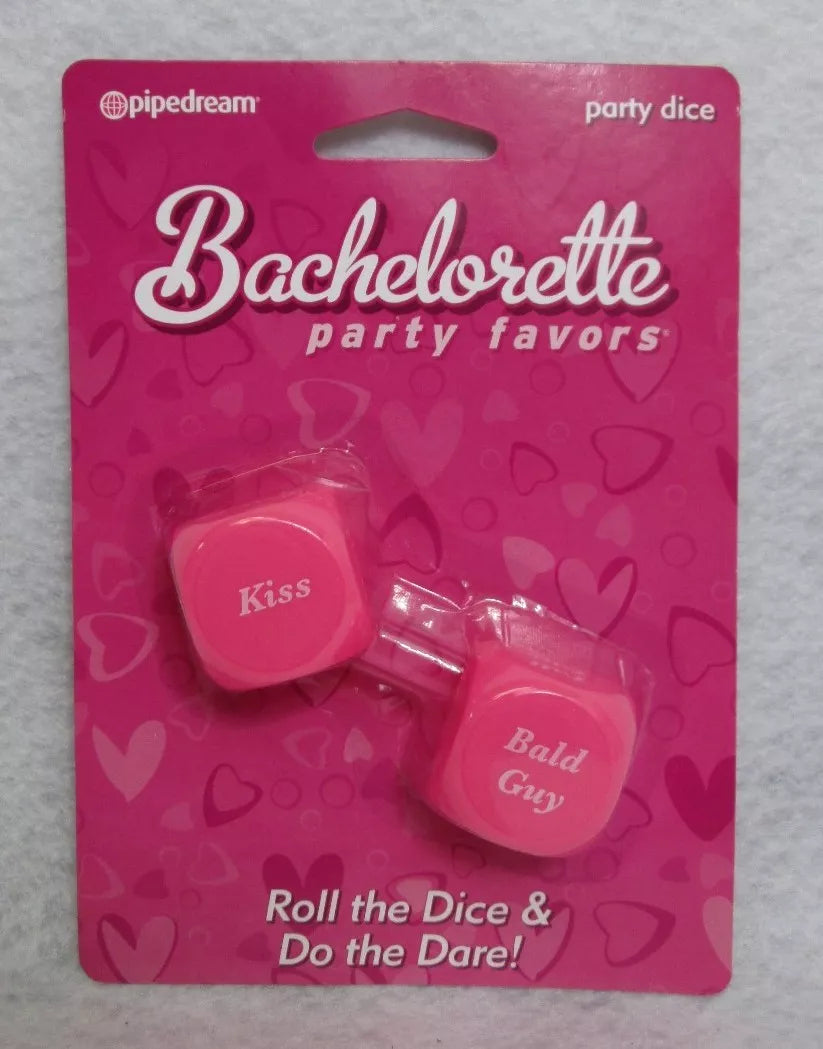 pipedream®
party dice
Bachelorette
party favors®
Kiss
Bald
Guy
Roll the Dice &
Do the Dare!